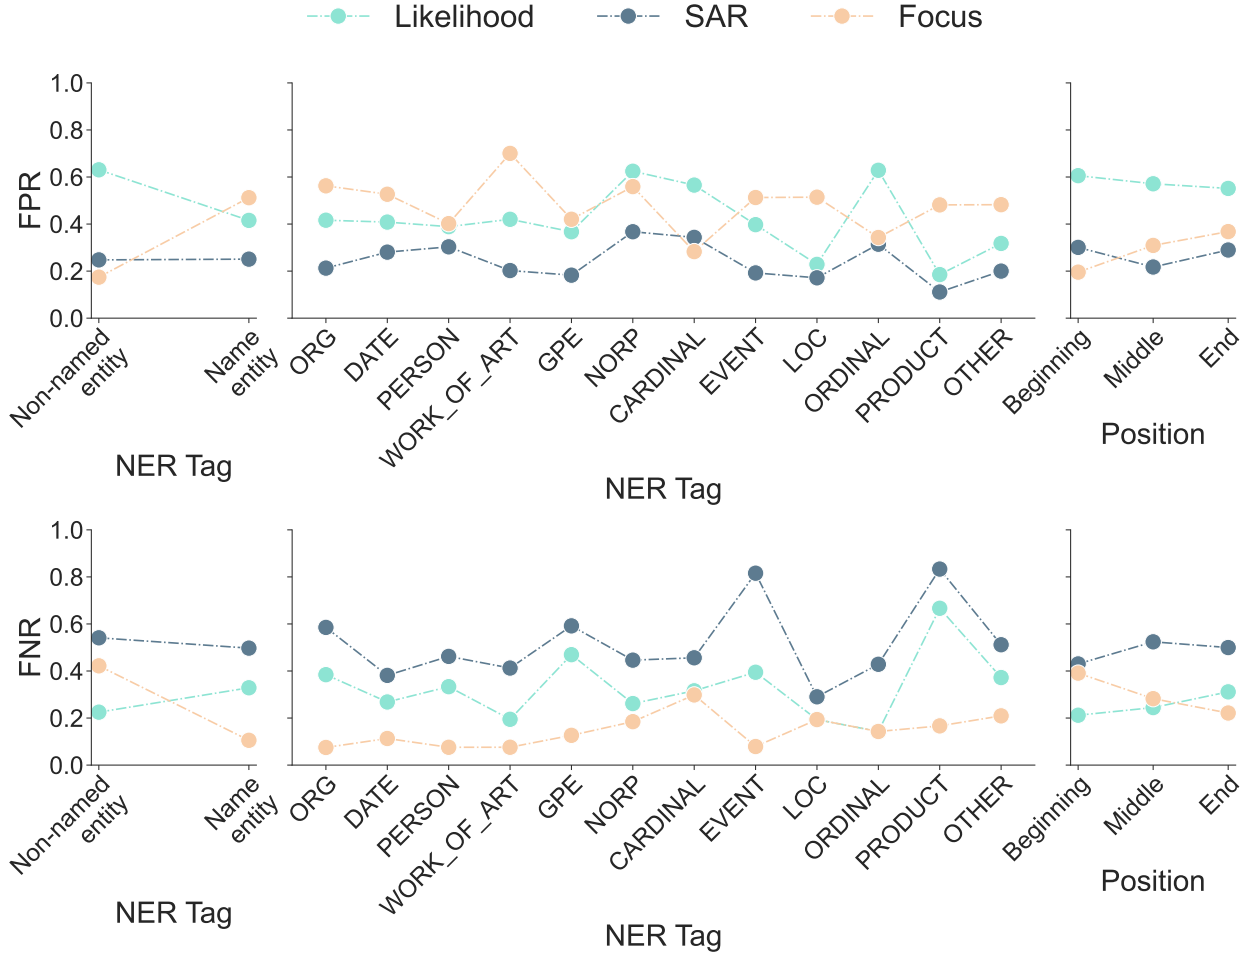 Likelihood SAR Focus
FPR
1.0
0.8
0.6
0.4
0.2
0.0
Non-named
entity
Name
entity
NER Tag
ORG
DATE
PERSON
WORK_OF_ART
GPE
NORP
CARDINAL
EVENT
LOC
ORDINAL
PRODUCT
OTHER
NER Tag
Beginning
Middle
End
Position
FNR
1.0
0.8
0.6
0.4
0.2
0.0
Non-named
entity
Name
entity
NER Tag
ORG
DATE
PERSON
WORK_OF_ART
GPE
NORP
CARDINAL
EVENT
LOC
ORDINAL
PRODUCT
OTHER
NER Tag
Beginning
Middle
End
Position